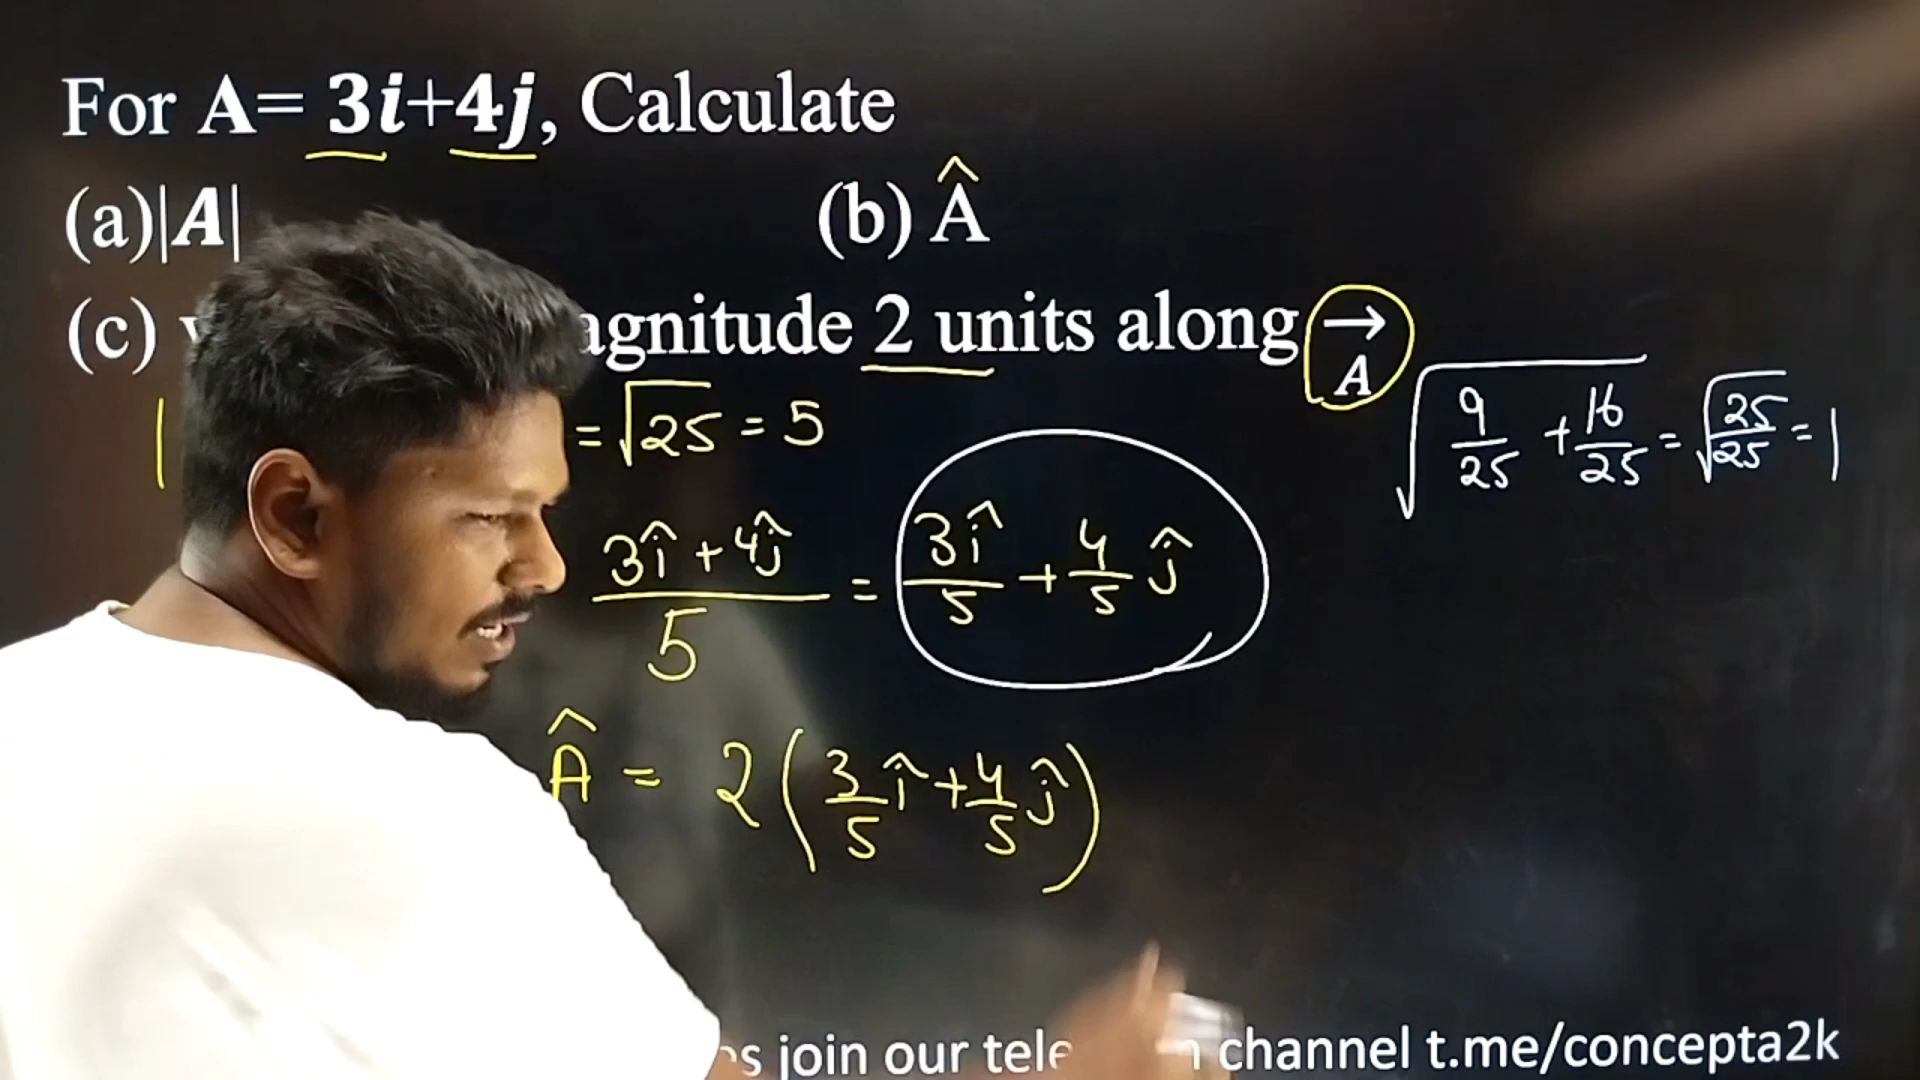 For A= 3i+4j, Calculate
(a)|A| (b) Â
(c) agnitude 2 units along A⃗
= √25 = 5
√(9/25 + 16/25) = √(25/25) = 1
(3î + 4ĵ)/5 = 3î/5 + 4/5 ĵ
Â = 2(3/5 î + 4/5 ĵ)
join our channel t.me/concepta2k